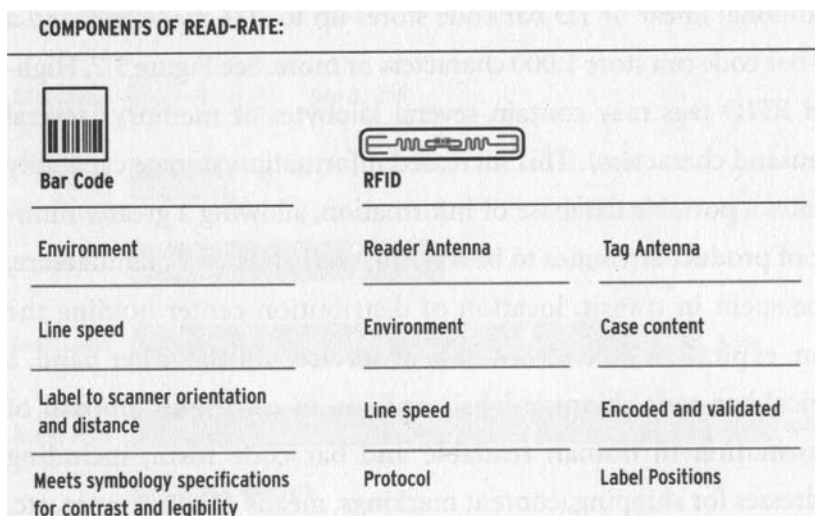 COMPONENTS OF READ-RATE:
Bar Code
RFID
Environment
Reader Antenna
Tag Antenna
Line speed
Environment
Case content
Label to scanner orientation
and distance
Line speed
Encoded and validated
Meets symbology specifications
for contrast and legibility
Protocol
Label Positions